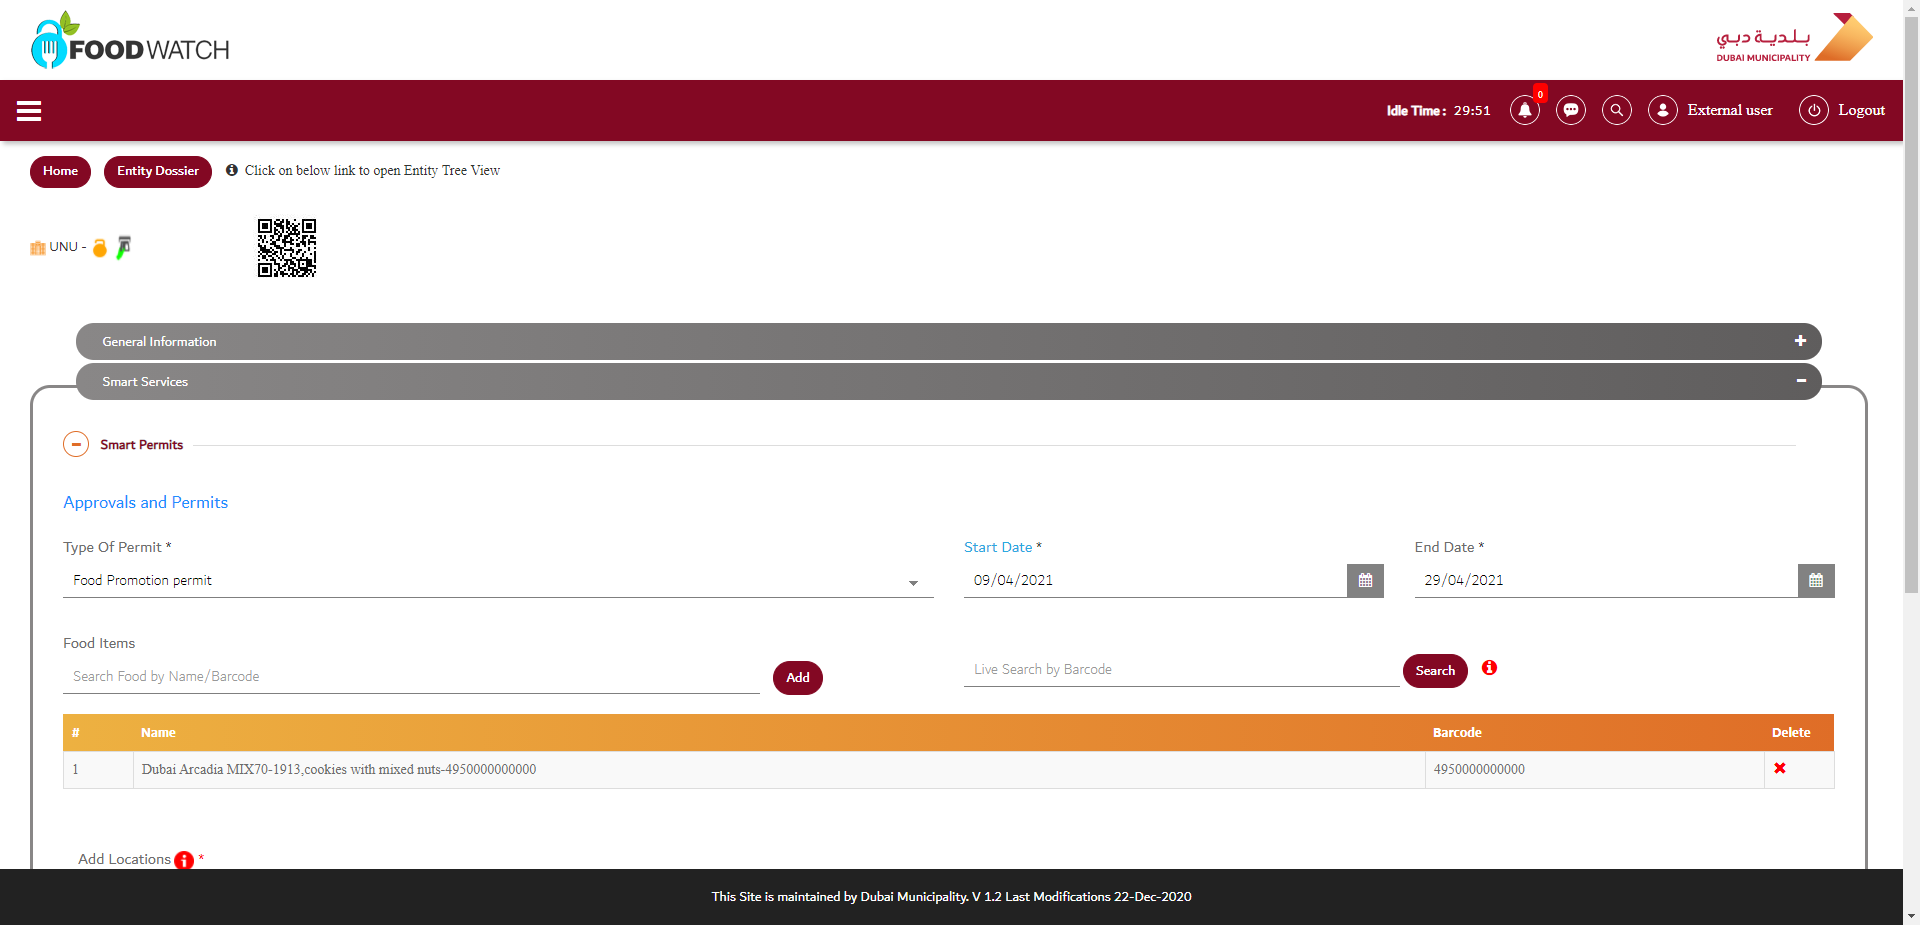 FOODWATCH
بلدية دبي
DUBAI MUNICIPALITY
Idle Time : 29:51
0
External user
Logout
Home
Entity Dossier
Click on below link to open Entity Tree View
UNU -
General Information
Smart Services
Smart Permits
Approvals and Permits
Type Of Permit *
Start Date *
End Date *
Food Promotion permit
09/04/2021
29/04/2021
Food Items
Search Food by Name/Barcode
Add
Live Search by Barcode
Search
# Name Barcode Delete
1 Dubai Arcadia MIX70-1913,cookies with mixed nuts-4950000000000 4950000000000
Add Locations *
This Site is maintained by Dubai Municipality. V 1.2 Last Modifications 22-Dec-2020